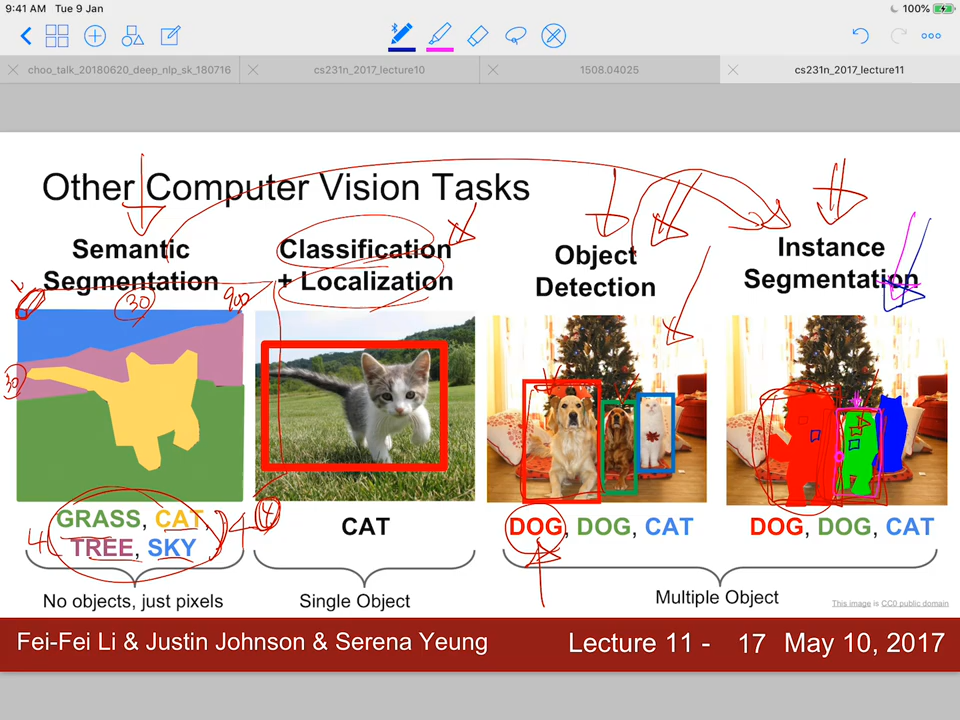 9:41 AM Tue 9 Jan
100%
choo_talk_20180620_deep_nlp_sk_180716
cs231n_2017_lecture10
1508.04025
cs231n_2017_lecture11
Other Computer Vision Tasks
Semantic
Segmentation
Classification
+ Localization
Object
Detection
Instance
Segmentation
30
900
30
GRASS, CAT,
TREE, SKY
4
4
4
CAT
DOG, DOG, CAT
DOG, DOG, CAT
No objects, just pixels
Single Object
Multiple Object
This image is CC0 public domain
Fei-Fei Li & Justin Johnson & Serena Yeung
Lecture 11 - 17 May 10, 2017